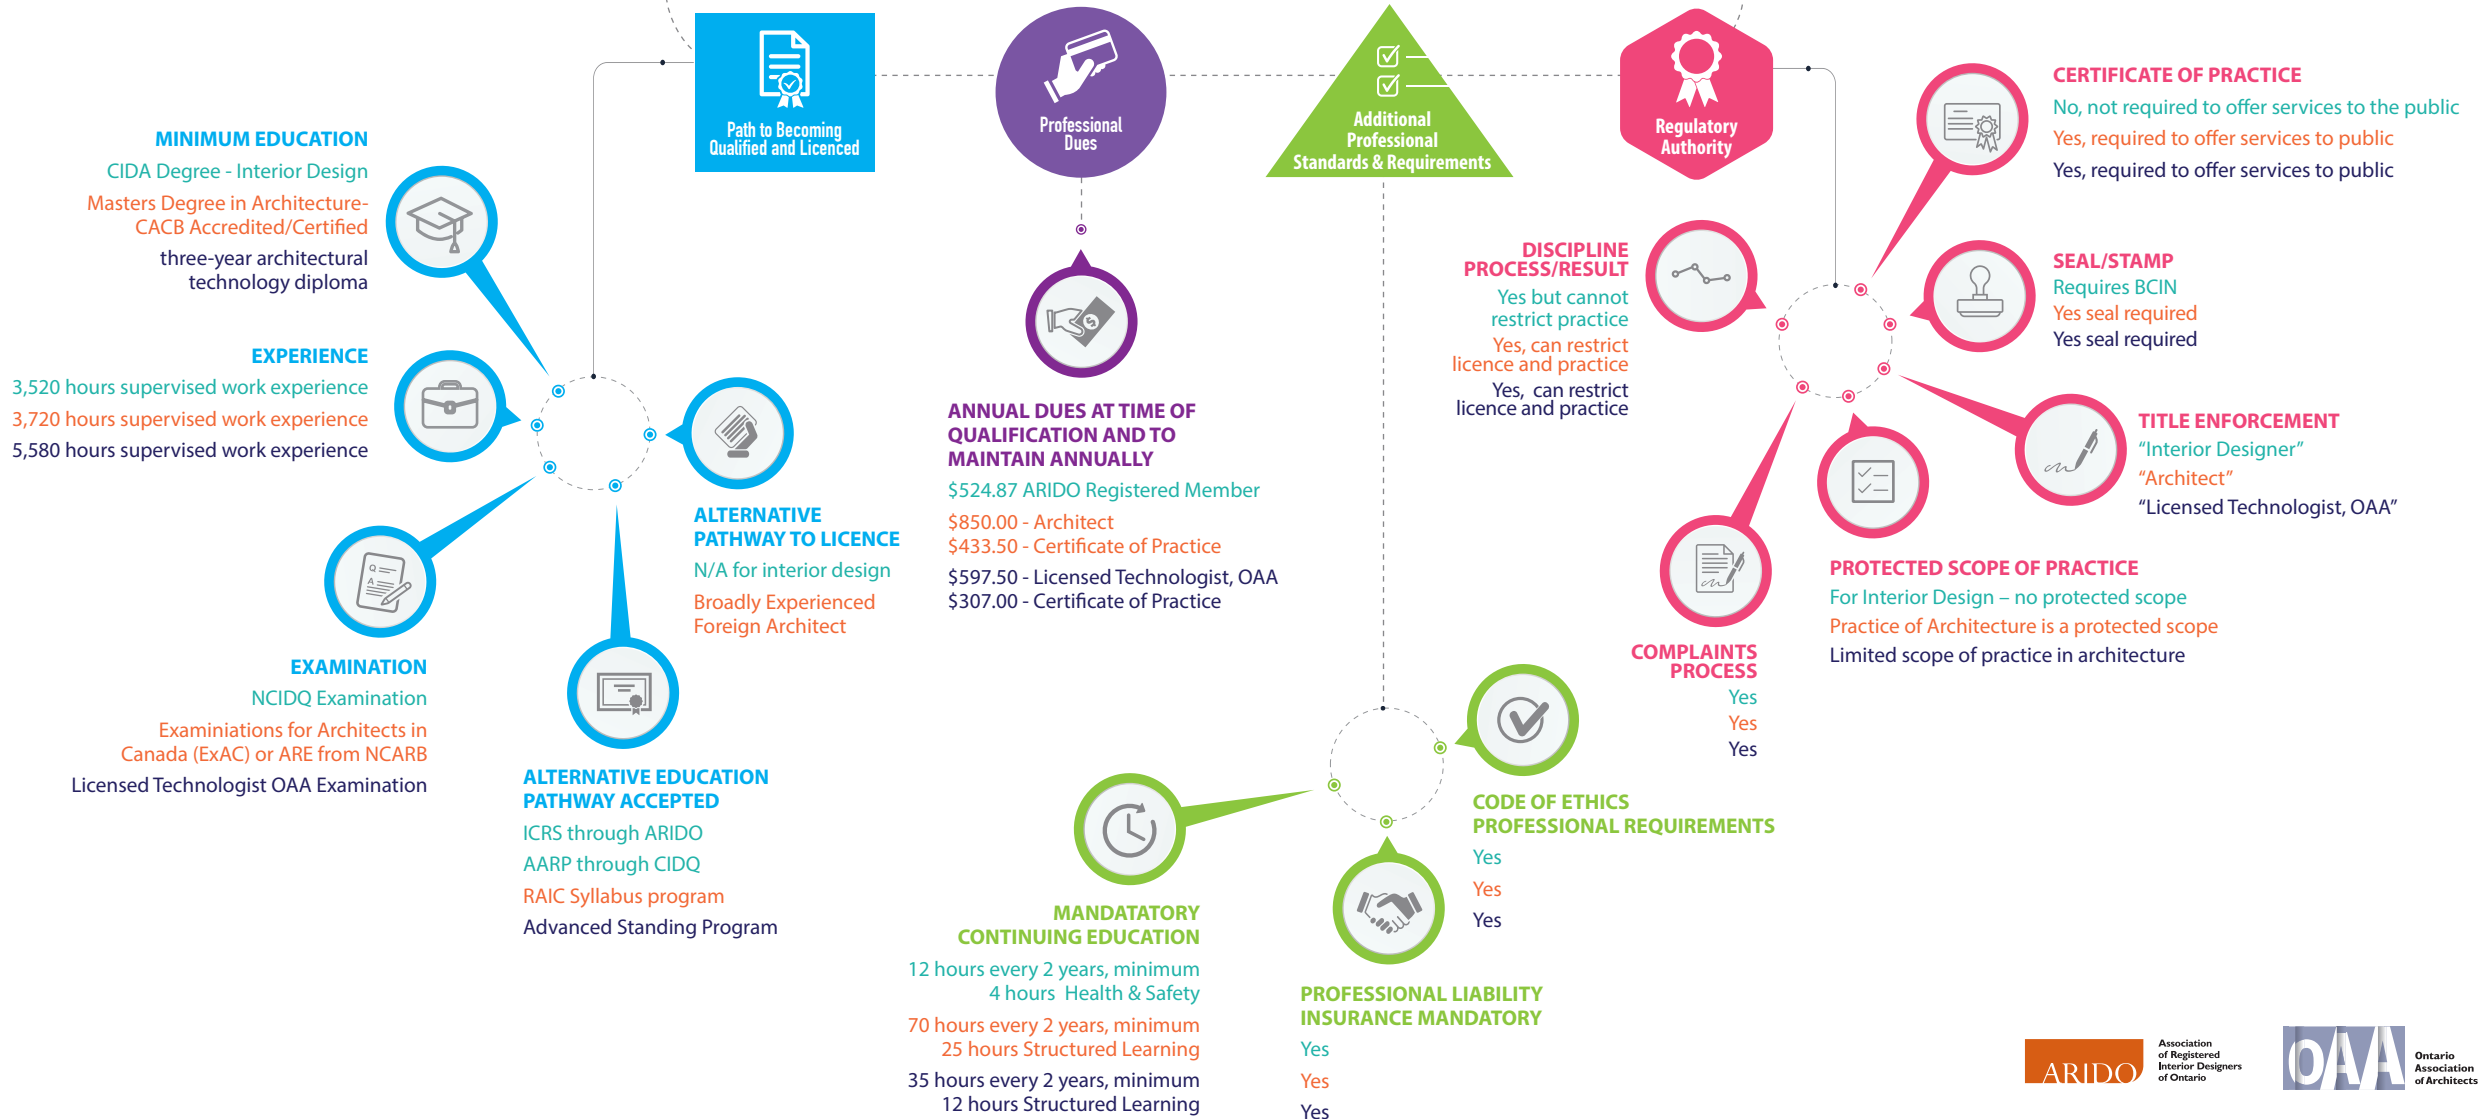 Path to Becoming
Qualified and Licenced
Professional
Dues
Additional
Professional
Standards & Requirements
Regulatory
Authority
MINIMUM EDUCATION
CIDA Degree - Interior Design
Masters Degree in Architecture-
CACB Accredited/Certified
three-year architectural
technology diploma
EXPERIENCE
3,520 hours supervised work experience
3,720 hours supervised work experience
5,580 hours supervised work experience
Q
A
EXAMINATION
NCIDQ Examination
Examiniations for Architects in
Canada (ExAC) or ARE from NCARB
Licensed Technologist OAA Examination
ALTERNATIVE EDUCATION
PATHWAY ACCEPTED
ICRS through ARIDO
AARP through CIDQ
RAIC Syllabus program
Advanced Standing Program
ALTERNATIVE
PATHWAY TO LICENCE
N/A for interior design
Broadly Experienced
Foreign Architect
$
ANNUAL DUES AT TIME OF
QUALIFICATION AND TO
MAINTAIN ANNUALLY
$524.87 ARIDO Registered Member
$850.00 - Architect
$433.50 - Certificate of Practice
$597.50 - Licensed Technologist, OAA
$307.00 - Certificate of Practice
MANDATATORY
CONTINUING EDUCATION
12 hours every 2 years, minimum
4 hours Health & Safety
70 hours every 2 years, minimum
25 hours Structured Learning
35 hours every 2 years, minimum
12 hours Structured Learning
PROFESSIONAL LIABILITY
INSURANCE MANDATORY
Yes
Yes
Yes
CODE OF ETHICS
PROFESSIONAL REQUIREMENTS
Yes
Yes
Yes
DISCIPLINE
PROCESS/RESULT
Yes but cannot
restrict practice
Yes, can restrict
licence and practice
Yes, can restrict
licence and practice
COMPLAINTS
PROCESS
Yes
Yes
Yes
PROTECTED SCOPE OF PRACTICE
For Interior Design – no protected scope
Practice of Architecture is a protected scope
Limited scope of practice in architecture
TITLE ENFORCEMENT
“Interior Designer”
“Architect”
“Licensed Technologist, OAA”
SEAL/STAMP
Requires BCIN
Yes seal required
Yes seal required
CERTIFICATE OF PRACTICE
No, not required to offer services to the public
Yes, required to offer services to public
Yes, required to offer services to public
ARIDO
Association
of Registered
Interior Designers
of Ontario
OAA
Ontario
Association
of Architects